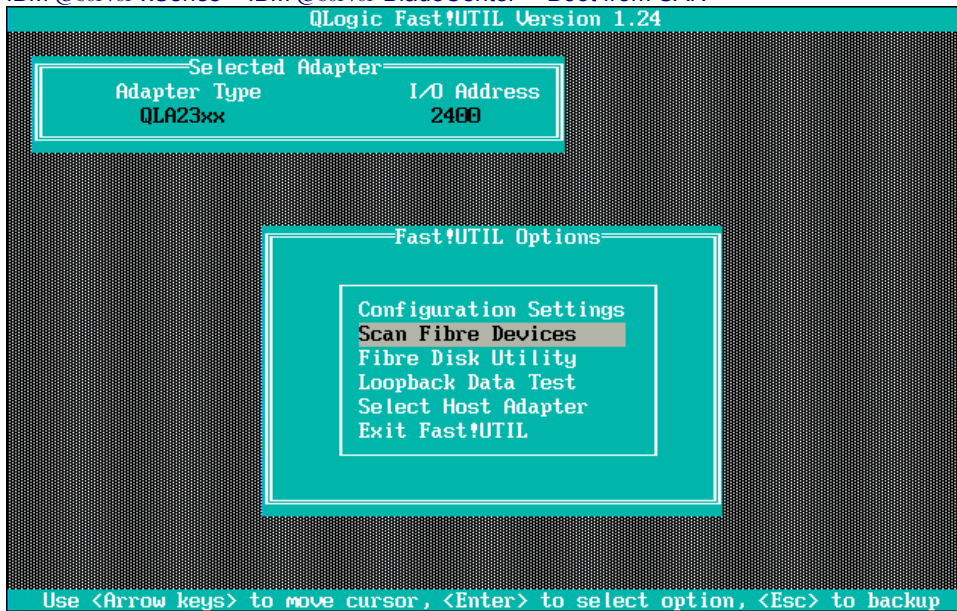 QLogic Fast!UTIL Version 1.24
Selected Adapter
Adapter Type I/O Address
QLA23xx 2400
Fast!UTIL Options
Configuration Settings
Scan Fibre Devices
Fibre Disk Utility
Loopback Data Test
Select Host Adapter
Exit Fast!UTIL
Use <Arrow keys> to move cursor, <Enter> to select option, <Esc> to backup